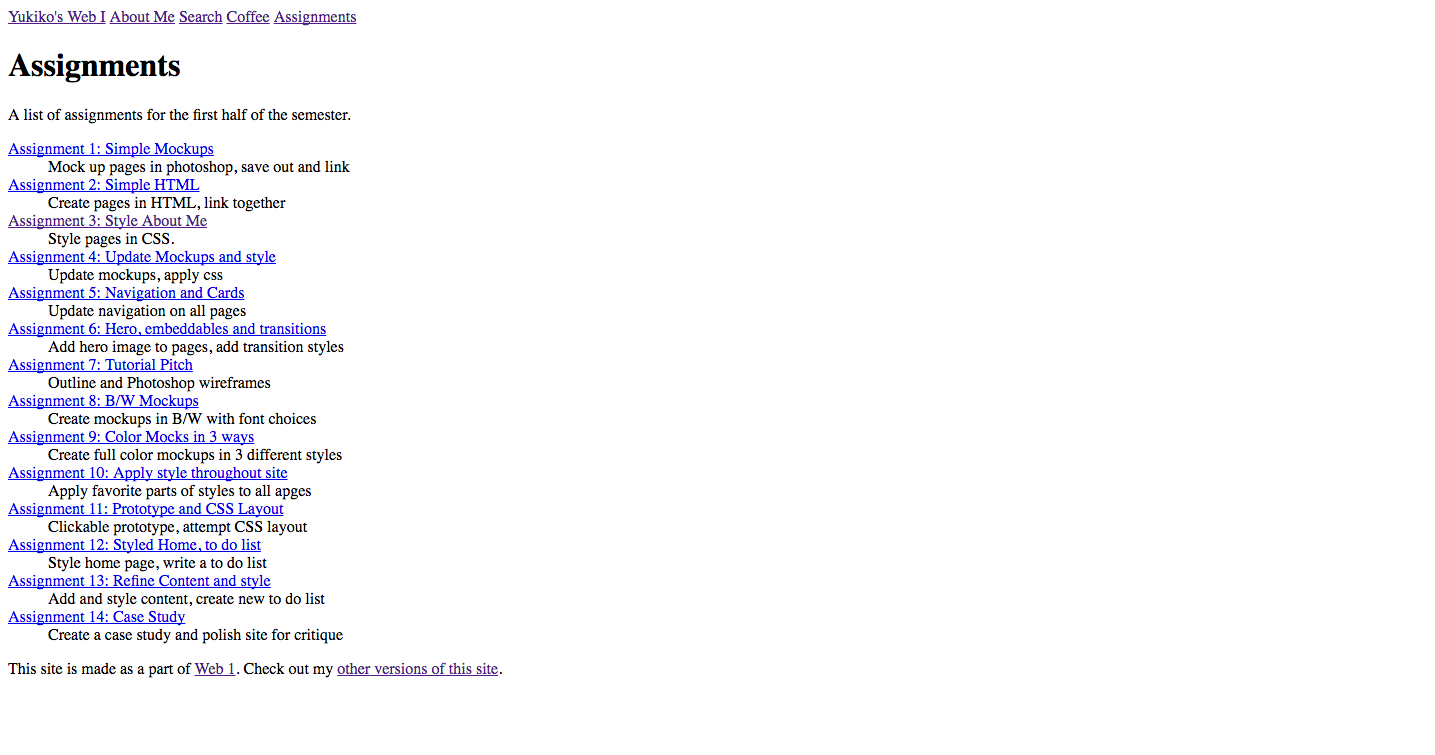 Yukiko's Web I About Me Search Coffee Assignments
Assignments
A list of assignments for the first half of the semester.
Assignment 1: Simple Mockups
Mock up pages in photoshop, save out and link
Assignment 2: Simple HTML
Create pages in HTML, link together
Assignment 3: Style About Me
Style pages in CSS.
Assignment 4: Update Mockups and style
Update mockups, apply css
Assignment 5: Navigation and Cards
Update navigation on all pages
Assignment 6: Hero, embeddables and transitions
Add hero image to pages, add transition styles
Assignment 7: Tutorial Pitch
Outline and Photoshop wireframes
Assignment 8: B/W Mockups
Create mockups in B/W with font choices
Assignment 9: Color Mocks in 3 ways
Create full color mockups in 3 different styles
Assignment 10: Apply style throughout site
Apply favorite parts of styles to all apges
Assignment 11: Prototype and CSS Layout
Clickable prototype, attempt CSS layout
Assignment 12: Styled Home, to do list
Style home page, write a to do list
Assignment 13: Refine Content and style
Add and style content, create new to do list
Assignment 14: Case Study
Create a case study and polish site for critique
This site is made as a part of Web 1. Check out my other versions of this site.